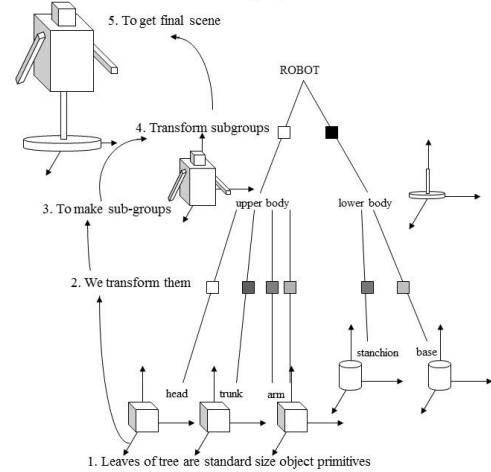 5. To get final scene
ROBOT
4. Transform subgroups
3. To make sub-groups
upper body
lower body
2. We transform them
stanchion
base
head
trunk
arm
1. Leaves of tree are standard size object primitives